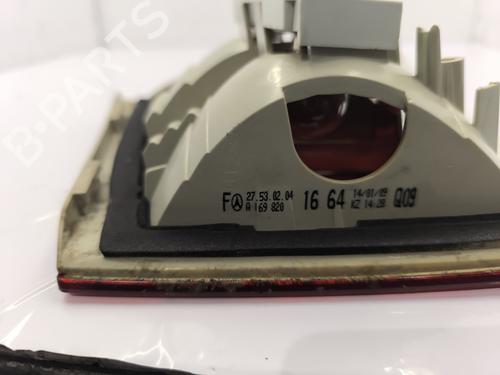 B-PARTS
F 27.53.02.04 16 64 14/01/09 Q09
A 169 820 KZ 14:28